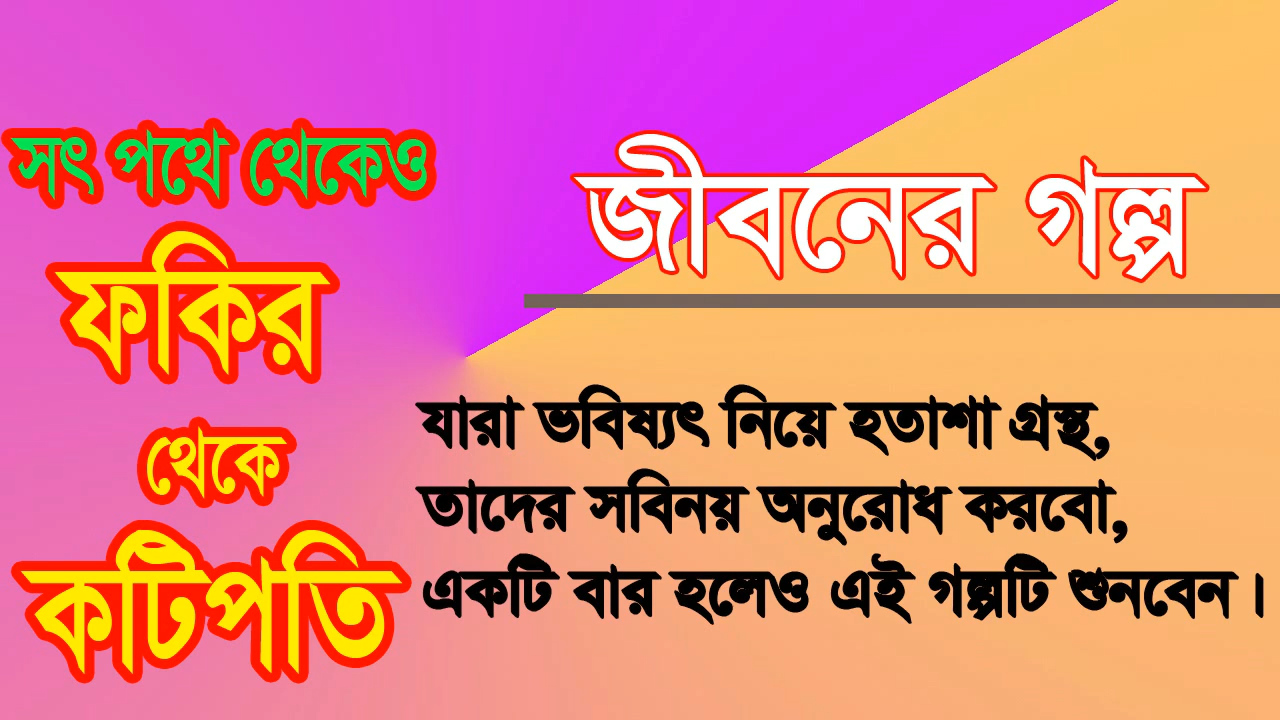 সৎ পথে থেকেও
ফকির
থেকে
কটিপতি
জীবনের গল্প
যারা ভবিষ্যৎ নিয়ে হতাশা গ্রস্থ,
তাদের সবিনয় অনুরোধ করবো,
একটি বার হলেও এই গল্পটি শুনবেন।